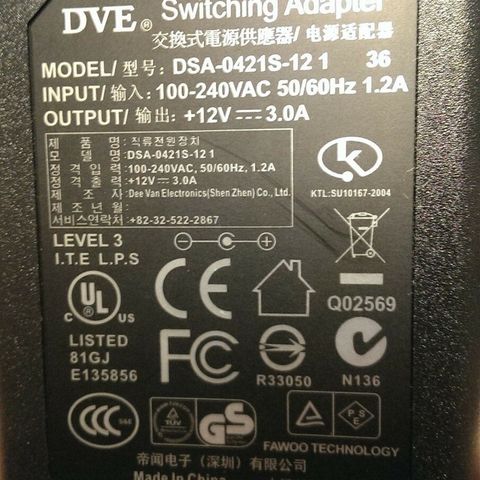 DVE ® Switching Adapter
交換式電源供應器/ 电源适配器
MODEL/ 型号: DSA-0421S-12 1 36
INPUT/ 输入: 100-240VAC 50/60Hz 1.2A
OUTPUT/ 输出: +12V ⎓ 3.0A
제 품 명 :직류전원장치
모 델 명 :DSA-0421S-12 1
정 격 입 력 :100-240VAC, 50/60Hz, 1.2A
정 격 출 력 :+12V ⎓ 3.0A
제 조 자 :Dee Van Electronics(Shen Zhen) Co., Ltd.
제 조 년 월 :
서비스연락처 :+82-32-522-2867
KTL:SU10167-2004
LEVEL 3
I.T.E L.P.S
Q02569
C UL ® US
LISTED
81GJ
E135856
CE
FC
R33050
N136
CCC S&E
TÜV
GS
PSE
FAWOO TECHNOLOGY
帝闻电子（深圳）有限公司
Made In China